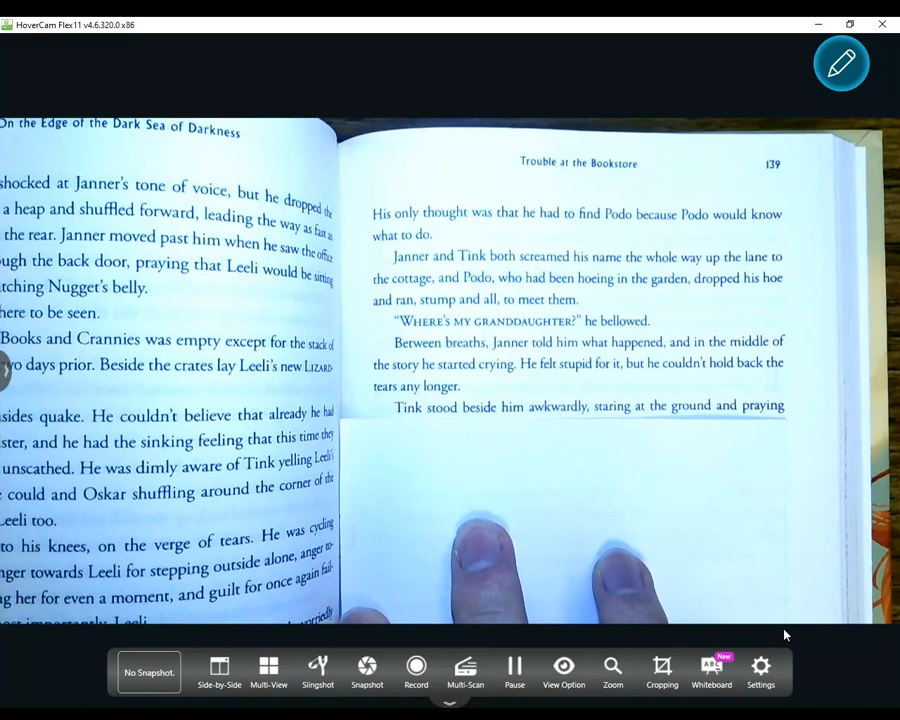 HoverCam Flex11 v4.6.320.0 x86
On the Edge of the Dark Sea of Darkness
shocked at Janner's tone of voice, but he dropped the
a heap and shuffled forward, leading the way as fast as
the rear. Janner moved past him when he saw the office
ough the back door, praying that Leeli would be sitting
tching Nugget's belly.
here to be seen.
Books and Crannies was empty except for the stack of
wo days prior. Beside the crates lay Leeli's new LIZARD-
sides quake. He couldn't believe that already he had
ster, and he had the sinking feeling that this time they
unscathed. He was dimly aware of Tink yelling Leeli's
e could and Oskar shuffling around the corner of the
Leeli too.
to his knees, on the verge of tears. He was cycling
nger towards Leeli for stepping outside alone, anger to-
ng her for even a moment, and guilt for once again fail-
most importantly, Leeli.
worriedly
Trouble at the Bookstore 139
His only thought was that he had to find Podo because Podo would know
what to do.
Janner and Tink both screamed his name the whole way up the lane to
the cottage, and Podo, who had been hoeing in the garden, dropped his hoe
and ran, stump and all, to meet them.
"WHERE'S MY GRANDDAUGHTER?" he bellowed.
Between breaths, Janner told him what happened, and in the middle of
the story he started crying. He felt stupid for it, but he couldn't hold back the
tears any longer.
Tink stood beside him awkwardly, staring at the ground and praying
No Snapshot.
Side-by-Side Multi-View Slingshot Snapshot Record Multi-Scan Pause View Option Zoom Cropping ABC New Whiteboard Settings